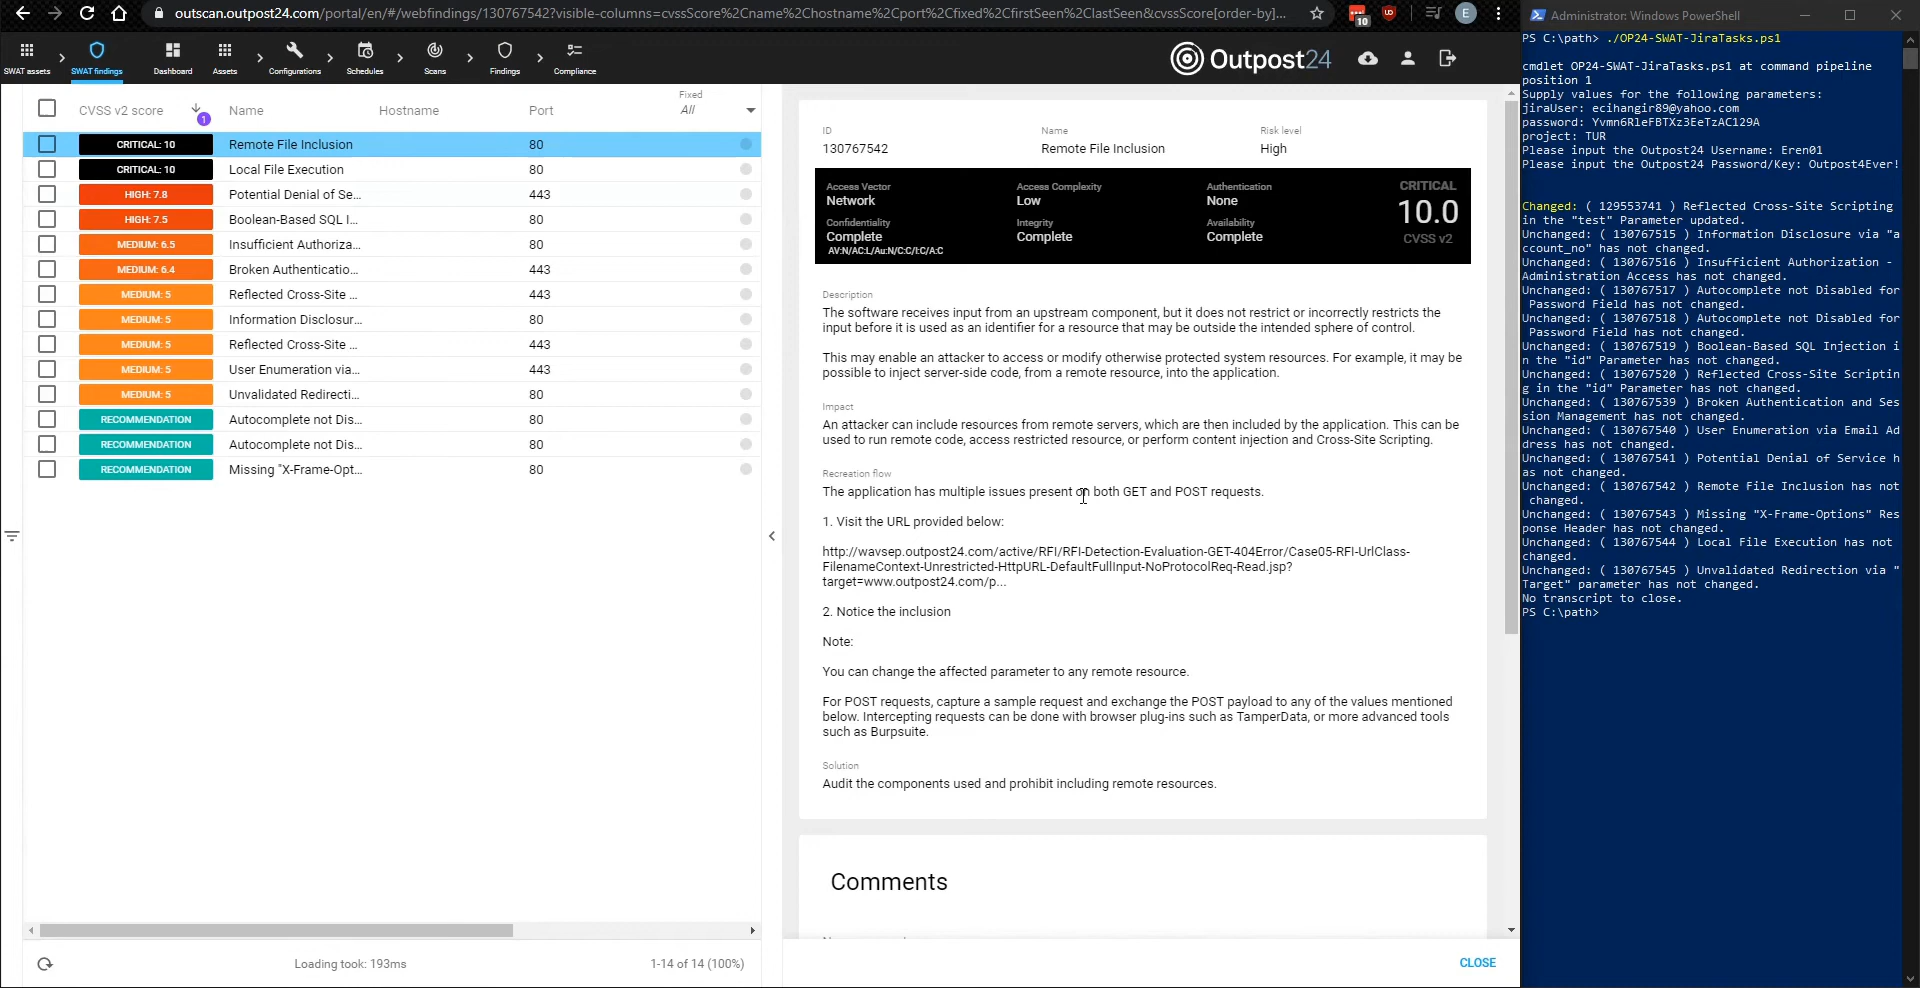 outscan.outpost24.com/portal/en/#/webfindings/130767542?visible-columns=cvssScore%2Cname%2Chostname%2Cport%2Cfixed%2CfirstSeen%2ClastSeen&cvssScore[order-by]...
10
E
SWAT assets
SWAT findings
Dashboard
Assets
Configurations
Schedules
Scans
Findings
Compliance
Outpost24
CVSS v2 score
1
Name
Hostname
Port
Fixed
All
CRITICAL: 10 Remote File Inclusion 80
CRITICAL: 10 Local File Execution 80
HIGH: 7.8 Potential Denial of Se... 443
HIGH: 7.5 Boolean-Based SQL I... 80
MEDIUM: 6.5 Insufficient Authoriza... 80
MEDIUM: 6.4 Broken Authenticatio... 443
MEDIUM: 5 Reflected Cross-Site ... 443
MEDIUM: 5 Information Disclosur... 80
MEDIUM: 5 Reflected Cross-Site ... 443
MEDIUM: 5 User Enumeration via... 443
MEDIUM: 5 Unvalidated Redirecti... 80
RECOMMENDATION Autocomplete not Dis... 80
RECOMMENDATION Autocomplete not Dis... 80
RECOMMENDATION Missing "X-Frame-Opt... 80
Loading took: 193ms
1-14 of 14 (100%)
ID
130767542
Name
Remote File Inclusion
Risk level
High
Access Vector
Network
Access Complexity
Low
Authentication
None
Confidentiality
Complete
Integrity
Complete
Availability
Complete
AV:N/AC:L/Au:N/C:C/I:C/A:C
CRITICAL
10.0
CVSS v2
Description
The software receives input from an upstream component, but it does not restrict or incorrectly restricts the
input before it is used as an identifier for a resource that may be outside the intended sphere of control.
This may enable an attacker to access or modify otherwise protected system resources. For example, it may be
possible to inject server-side code, from a remote resource, into the application.
Impact
An attacker can include resources from remote servers, which are then included by the application. This can be
used to run remote code, access restricted resource, or perform content injection and Cross-Site Scripting.
Recreation flow
The application has multiple issues present on both GET and POST requests.
1. Visit the URL provided below:
http://wavsep.outpost24.com/active/RFI/RFI-Detection-Evaluation-GET-404Error/Case05-RFI-UrlClass-
FilenameContext-Unrestricted-HttpURL-DefaultFullInput-NoProtocolReq-Read.jsp?
target=www.outpost24.com/p...
2. Notice the inclusion
Note:
You can change the affected parameter to any remote resource.
For POST requests, capture a sample request and exchange the POST payload to any of the values mentioned
below. Intercepting requests can be done with browser plug-ins such as TamperData, or more advanced tools
such as Burpsuite.
Solution
Audit the components used and prohibit including remote resources.
Comments
CLOSE
Administrator: Windows PowerShell
PS C:\path> ./OP24-SWAT-JiraTasks.ps1
cmdlet OP24-SWAT-JiraTasks.ps1 at command pipeline
position 1
Supply values for the following parameters:
jiraUser: ecihangir89@yahoo.com
password: Yvmn6RleFBTXz3EeTzAC129A
project: TUR
Please input the Outpost24 Username: Eren01
Please input the Outpost24 Password/Key: Outpost4Ever!
Changed: ( 129553741 ) Reflected Cross-Site Scripting
in the "test" Parameter updated.
Unchanged: ( 130767515 ) Information Disclosure via "a
ccount_no" has not changed.
Unchanged: ( 130767516 ) Insufficient Authorization -
Administration Access has not changed.
Unchanged: ( 130767517 ) Autocomplete not Disabled for
Password Field has not changed.
Unchanged: ( 130767518 ) Autocomplete not Disabled for
Password Field has not changed.
Unchanged: ( 130767519 ) Boolean-Based SQL Injection i
n the "id" Parameter has not changed.
Unchanged: ( 130767520 ) Reflected Cross-Site Scriptin
g in the "id" Parameter has not changed.
Unchanged: ( 130767539 ) Broken Authentication and Ses
sion Management has not changed.
Unchanged: ( 130767540 ) User Enumeration via Email Ad
dress has not changed.
Unchanged: ( 130767541 ) Potential Denial of Service h
as not changed.
Unchanged: ( 130767542 ) Remote File Inclusion has not
changed.
Unchanged: ( 130767543 ) Missing "X-Frame-Options" Res
ponse Header has not changed.
Unchanged: ( 130767544 ) Local File Execution has not
changed.
Unchanged: ( 130767545 ) Unvalidated Redirection via "
Target" parameter has not changed.
No transcript to close.
PS C:\path>